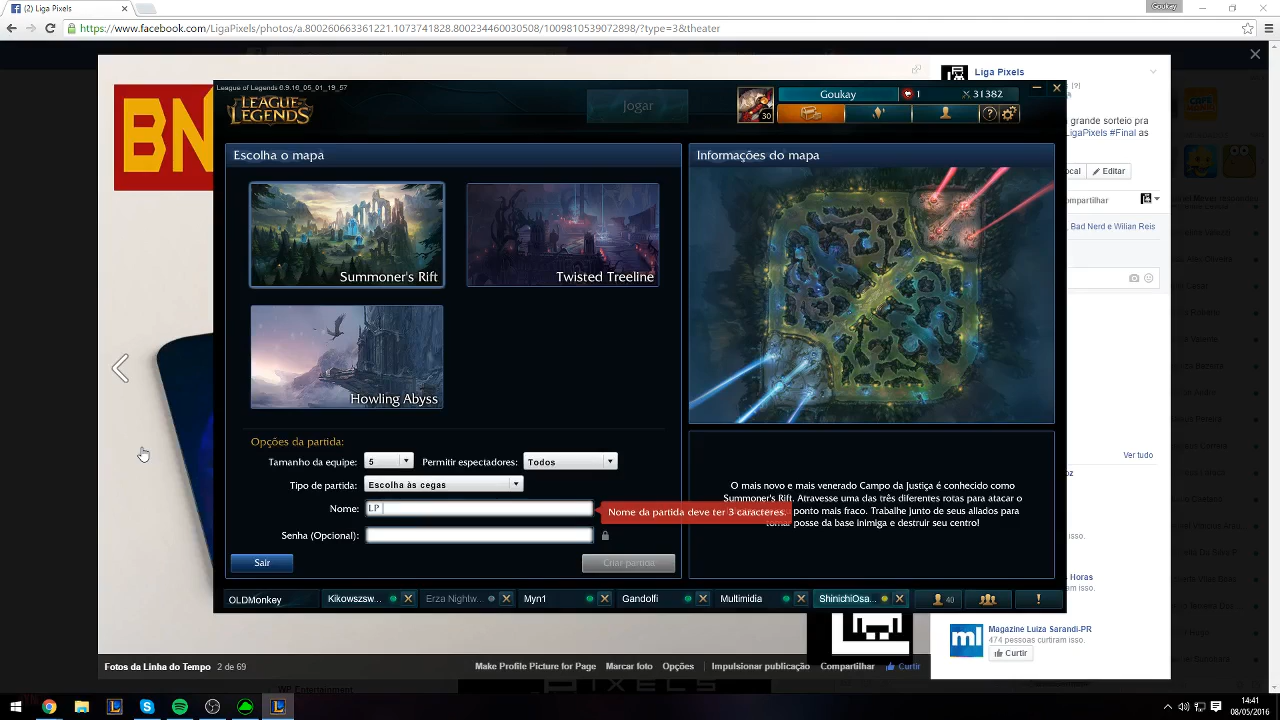 (2) Liga Pixels
Goukay
https://www.facebook.com/LigaPixels/photos/a.800260663361221.1073741828.800234460030508/1009810539072898/?type=3&theater
BN
Liga Pixels
grande sorteio pra
LigaPixels #Final as
Editar
ompartilhar
Bad Nerd e Wilian Reis
Ver tudo
Horas
Magazine Luiza Sarandi-PR
474 pessoas curtiram isso.
Curtir
League of Legends 6.9.16_05_01_19_57
LEAGUE OF LEGENDS
Jogar
30
Goukay
1
31382
Escolha o mapa
Summoner's Rift
Twisted Treeline
Howling Abyss
Opções da partida:
Tamanho da equipe: 5 Permitir espectadores: Todos
Tipo de partida: Escolha às cegas
Nome: LP
Nome da partida deve ter 3 caracteres.
Senha (Opcional):
Sair
Criar partida
Informações do mapa
O mais novo e mais venerado Campo da Justiça é conhecido como
Summoner's Rift. Atravesse uma das três diferentes rotas para atacar o
ponto mais fraco. Trabalhe junto de seus aliados para
tomar posse da base inimiga e destruir seu centro!
OLDMonkey
Kikowszsw...
Erza Nightw...
Myn1
Gandolfi
Multimidia
ShinichiOsa...
40
Fotos da Linha do Tempo 2 de 69
Make Profile Picture for Page Marcar foto Opções Impulsionar publicação Compartilhar Curtir
14:41
08/05/2016